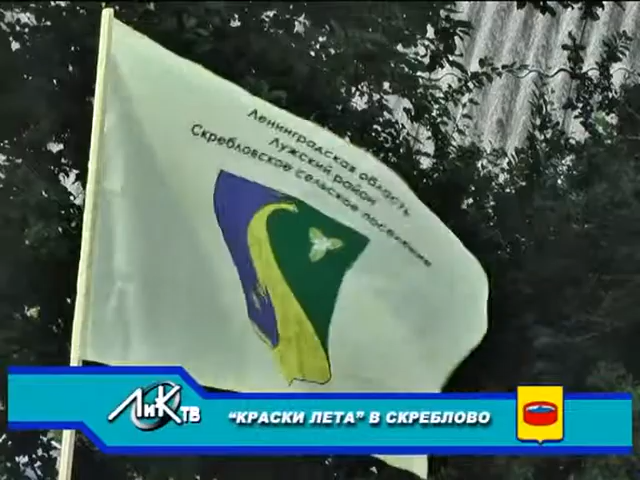 Ленинградская область
Лужский район
Скребловское сельское поселение
ЛиК ТВ
"КРАСКИ ЛЕТА" В СКРЕБЛОВО